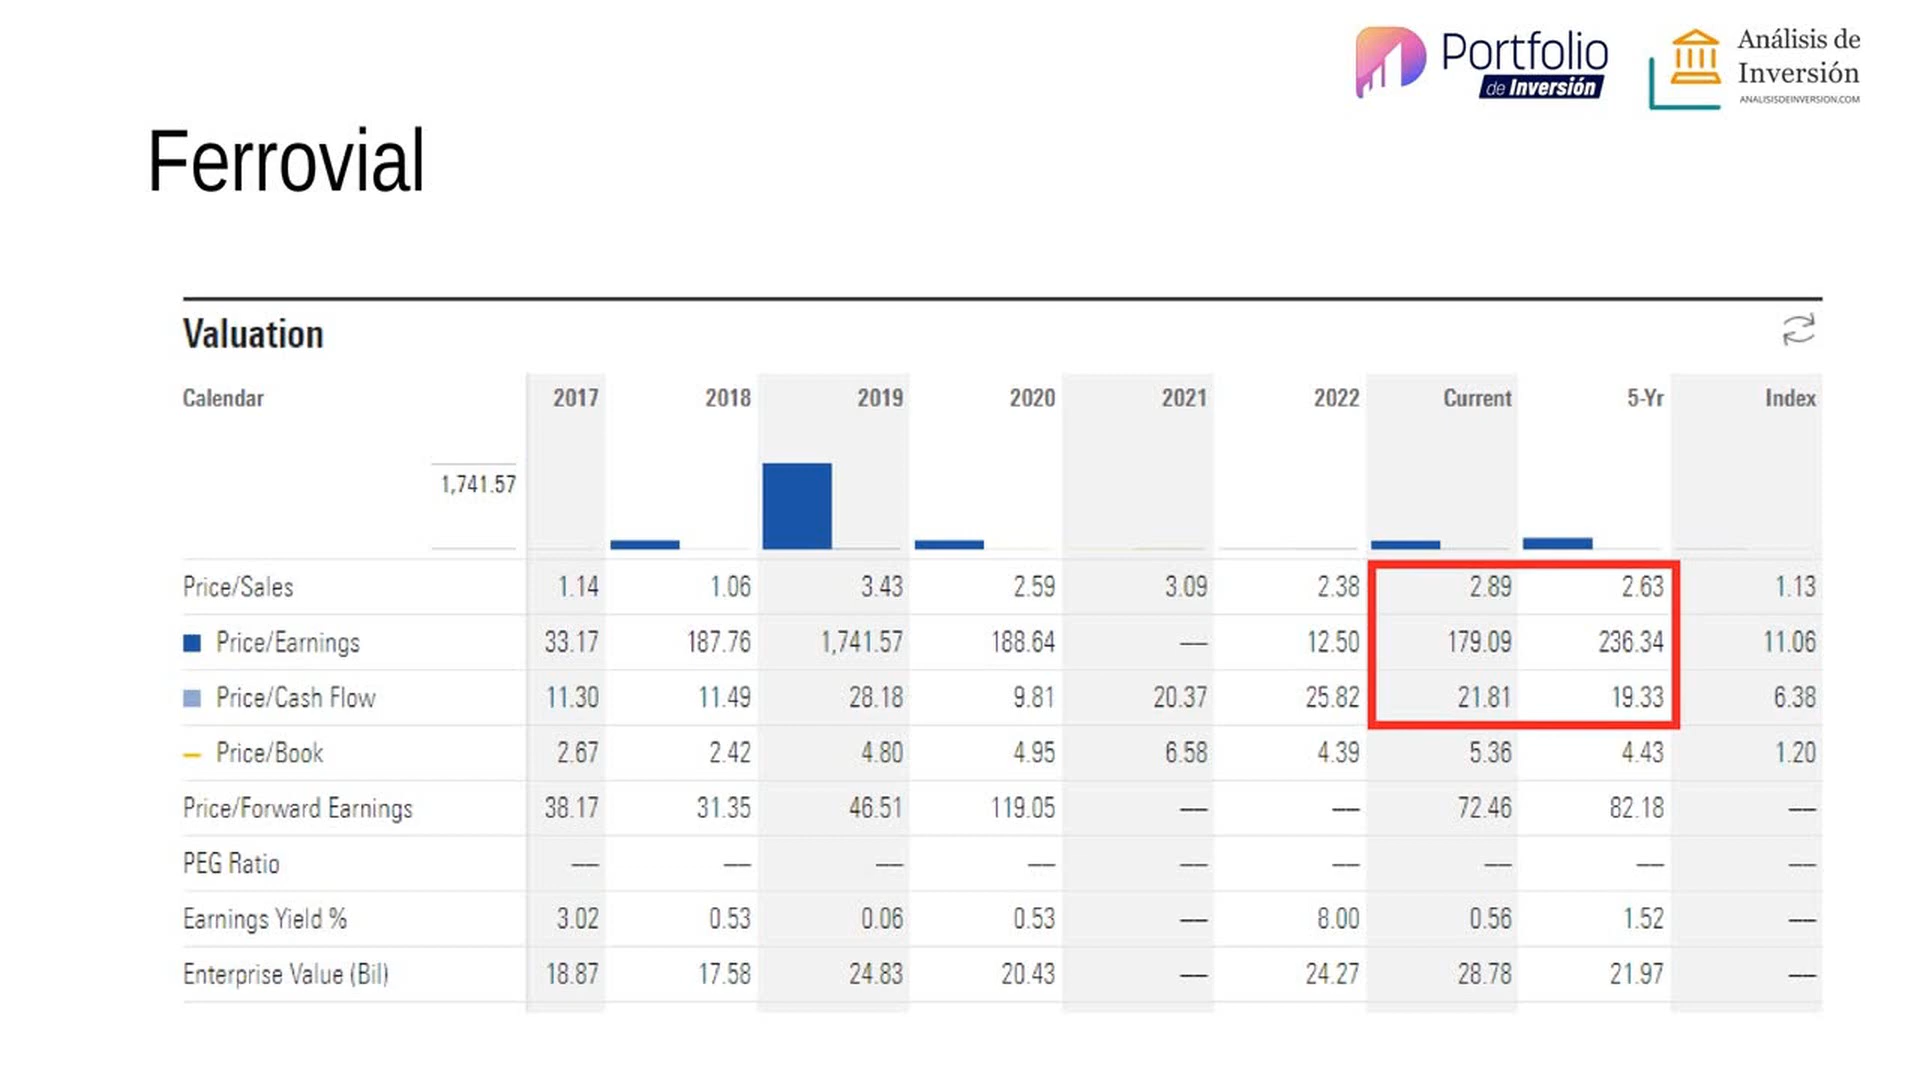 Portfolio
de Inversión
Análisis de
Inversión
ANALISISDEINVERSION.COM
Ferrovial
Valuation
Calendar 2017 2018 2019 2020 2021 2022 Current 5-Yr Index
1,741.57
Price/Sales 1.14 1.06 3.43 2.59 3.09 2.38 2.89 2.63 1.13
Price/Earnings 33.17 187.76 1,741.57 188.64 — 12.50 179.09 236.34 11.06
Price/Cash Flow 11.30 11.49 28.18 9.81 20.37 25.82 21.81 19.33 6.38
Price/Book 2.67 2.42 4.80 4.95 6.58 4.39 5.36 4.43 1.20
Price/Forward Earnings 38.17 31.35 46.51 119.05 — — 72.46 82.18 —
PEG Ratio — — — — — — — — —
Earnings Yield % 3.02 0.53 0.06 0.53 — 8.00 0.56 1.52 —
Enterprise Value (Bil) 18.87 17.58 24.83 20.43 — 24.27 28.78 21.97 —